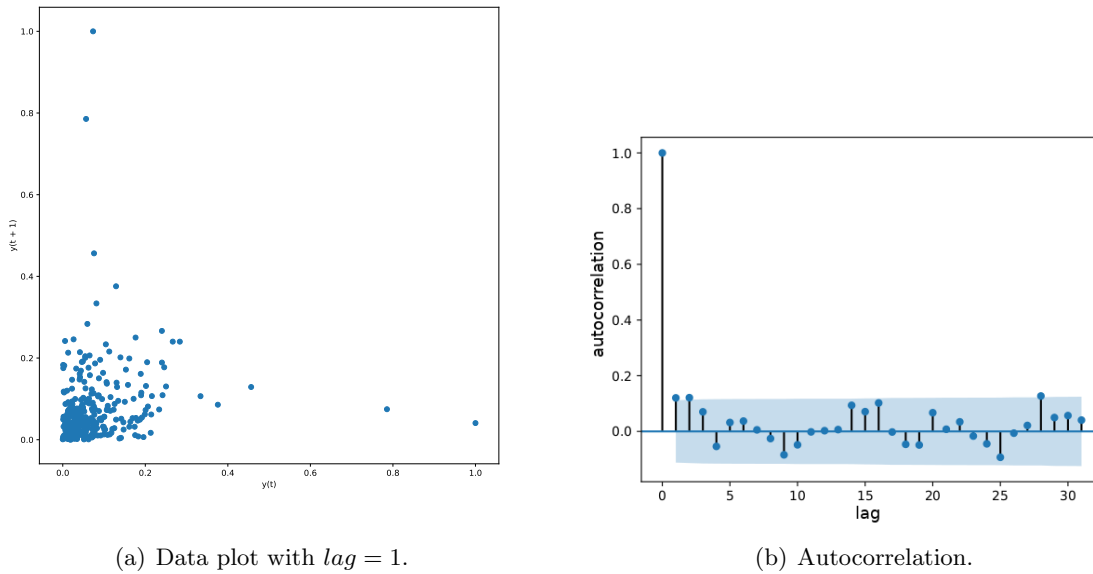 1.0
0.8
0.6
0.4
0.2
0.0
y(t + 1)
0.0 0.2 0.4 0.6 0.8 1.0
y(t)
1.0
0.8
0.6
0.4
0.2
0.0
autocorrelation
0 5 10 15 20 25 30
lag
(a) Data plot with lag = 1.
(b) Autocorrelation.